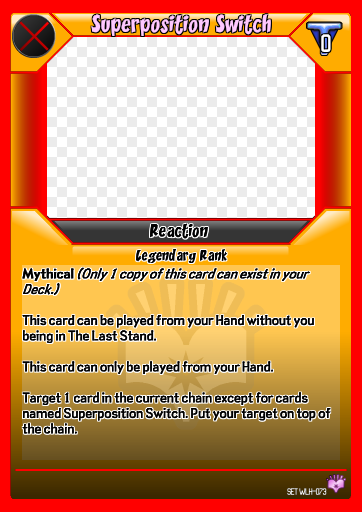 Superposition Switch
0
Reaction
Legendary Rank
Mythical (Only 1 copy of this card can exist in your
Deck.)
This card can be played from your Hand without you
being in The Last Stand.
This card can only be played from your Hand.
Target 1 card in the current chain except for cards
named Superposition Switch. Put your target on top of
the chain.
SET WLH-073